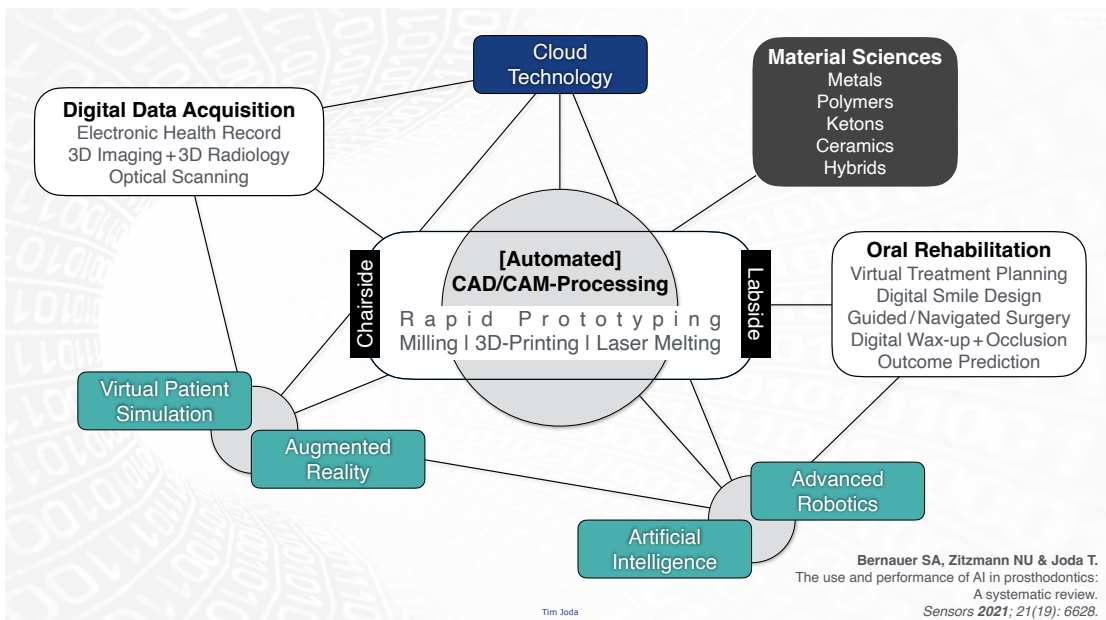 Cloud
Technology
Material Sciences
Metals
Polymers
Ketons
Ceramics
Hybrids
Digital Data Acquisition
Electronic Health Record
3D Imaging+3D Radiology
Optical Scanning
Chairside
[Automated]
CAD/CAM-Processing
Rapid Prototyping
Milling | 3D-Printing | Laser Melting
Labside
Oral Rehabilitation
Virtual Treatment Planning
Digital Smile Design
Guided/Navigated Surgery
Digital Wax-up+Occlusion
Outcome Prediction
Virtual Patient
Simulation
Augmented
Reality
Advanced
Robotics
Artificial
Intelligence
Bernauer SA, Zitzmann NU & Joda T.
The use and performance of AI in prosthodontics:
A systematic review.
Sensors 2021; 21(19): 6628.
Tim Joda